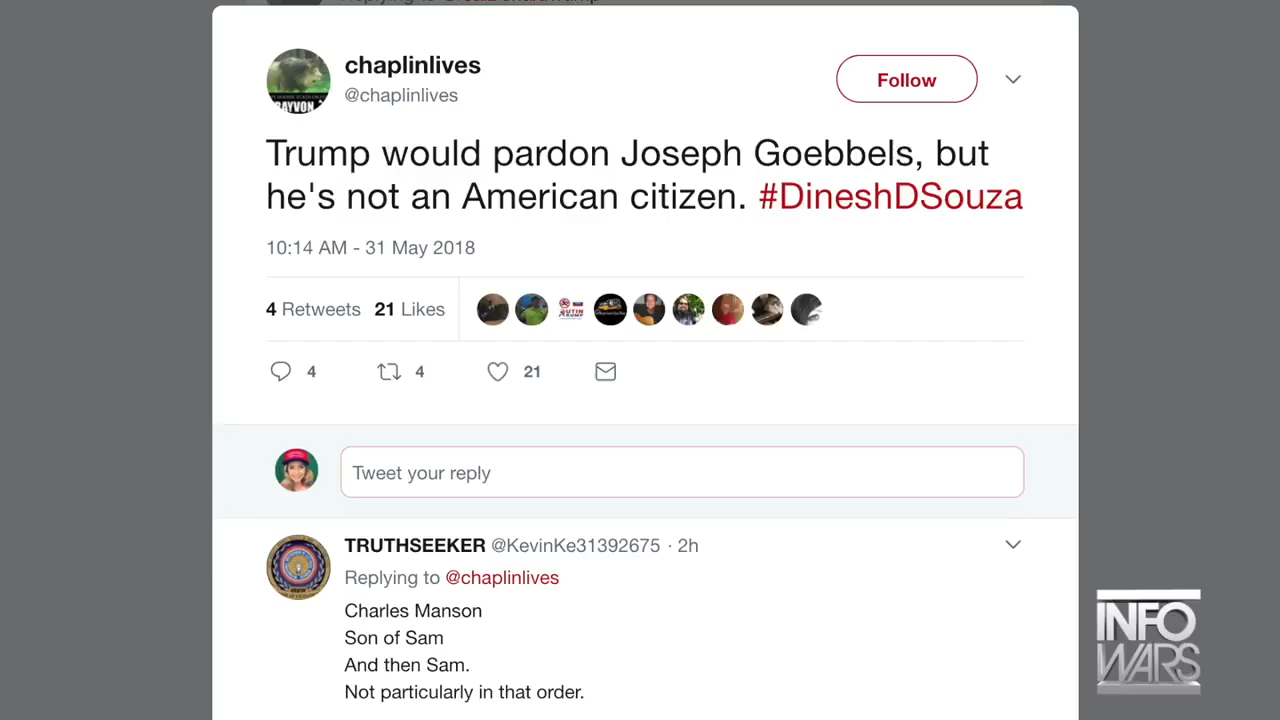 chaplinlives
@chaplinlives
Follow
Trump would pardon Joseph Goebbels, but
he's not an American citizen. #DineshDSouza
10:14 AM - 31 May 2018
4 Retweets 21 Likes
4 4 21
Tweet your reply
TRUTHSEEKER @KevinKe31392675 · 2h
Replying to @chaplinlives
Charles Manson
Son of Sam
And then Sam.
Not particularly in that order.
INFO
WARS